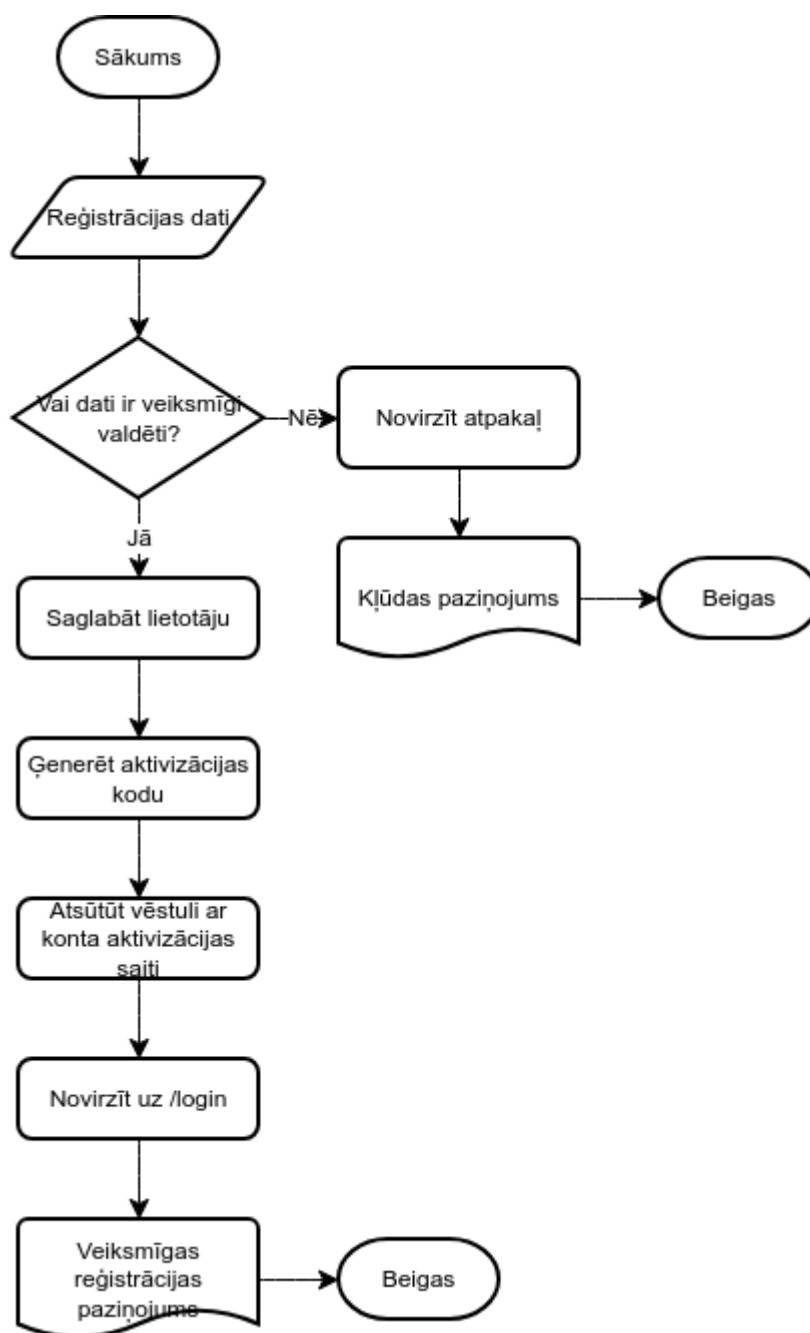 Sākums
Reģistrācijas dati
Vai dati ir veiksmīgi
valdēti?
Nē
Novirzīt atpakaļ
Jā
Kļūdas paziņojums
Beigas
Saglabāt lietotāju
Ģenerēt aktivizācijas
kodu
Atsūtūt vēstuli ar
konta aktivizācijas
saiti
Novirzīt uz /login
Veiksmīgas
reģistrācijas
paziņojums
Beigas